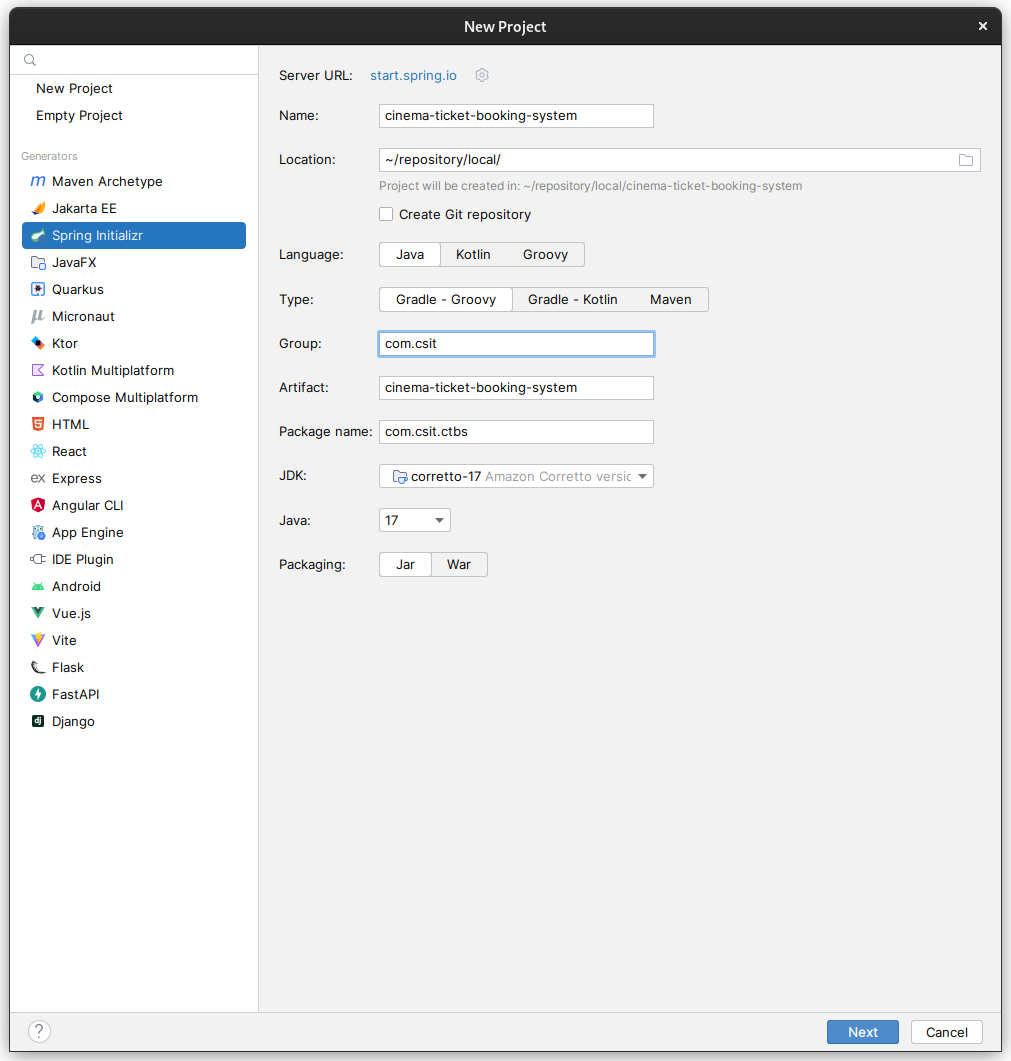 New Project
New Project
Empty Project
Generators
Maven Archetype
Jakarta EE
Spring Initializr
JavaFX
Quarkus
Micronaut
Ktor
Kotlin Multiplatform
Compose Multiplatform
HTML
React
ex Express
Angular CLI
App Engine
IDE Plugin
Android
Vue.js
Vite
Flask
FastAPI
dj Django
Server URL: start.spring.io
Name: cinema-ticket-booking-system
Location: ~/repository/local/
Project will be created in: ~/repository/local/cinema-ticket-booking-system
Create Git repository
Language: Java Kotlin Groovy
Type: Gradle - Groovy Gradle - Kotlin Maven
Group: com.csit
Artifact: cinema-ticket-booking-system
Package name: com.csit.ctbs
JDK: corretto-17 Amazon Corretto versic
Java: 17
Packaging: Jar War
? Next Cancel